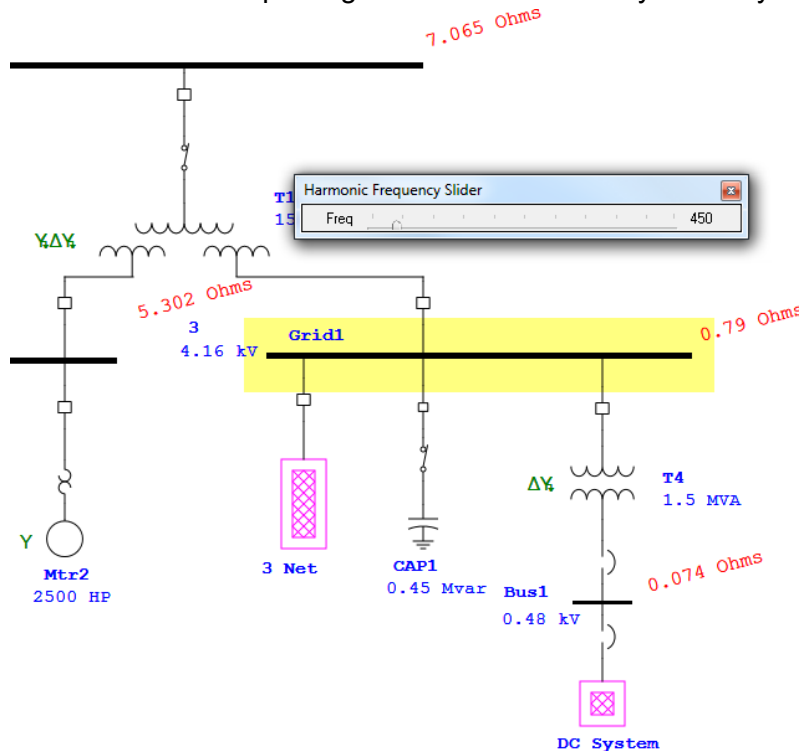 7.065 Ohms
Harmonic Frequency Slider
Freq 450
T1
15
YΔY
5.302 Ohms
3
4.16 kV
Grid1
0.79 Ohms
ΔY
T4
1.5 MVA
Y
Mtr2
2500 HP
3 Net
CAP1
0.45 Mvar
Bus1
0.48 kV
0.074 Ohms
DC System